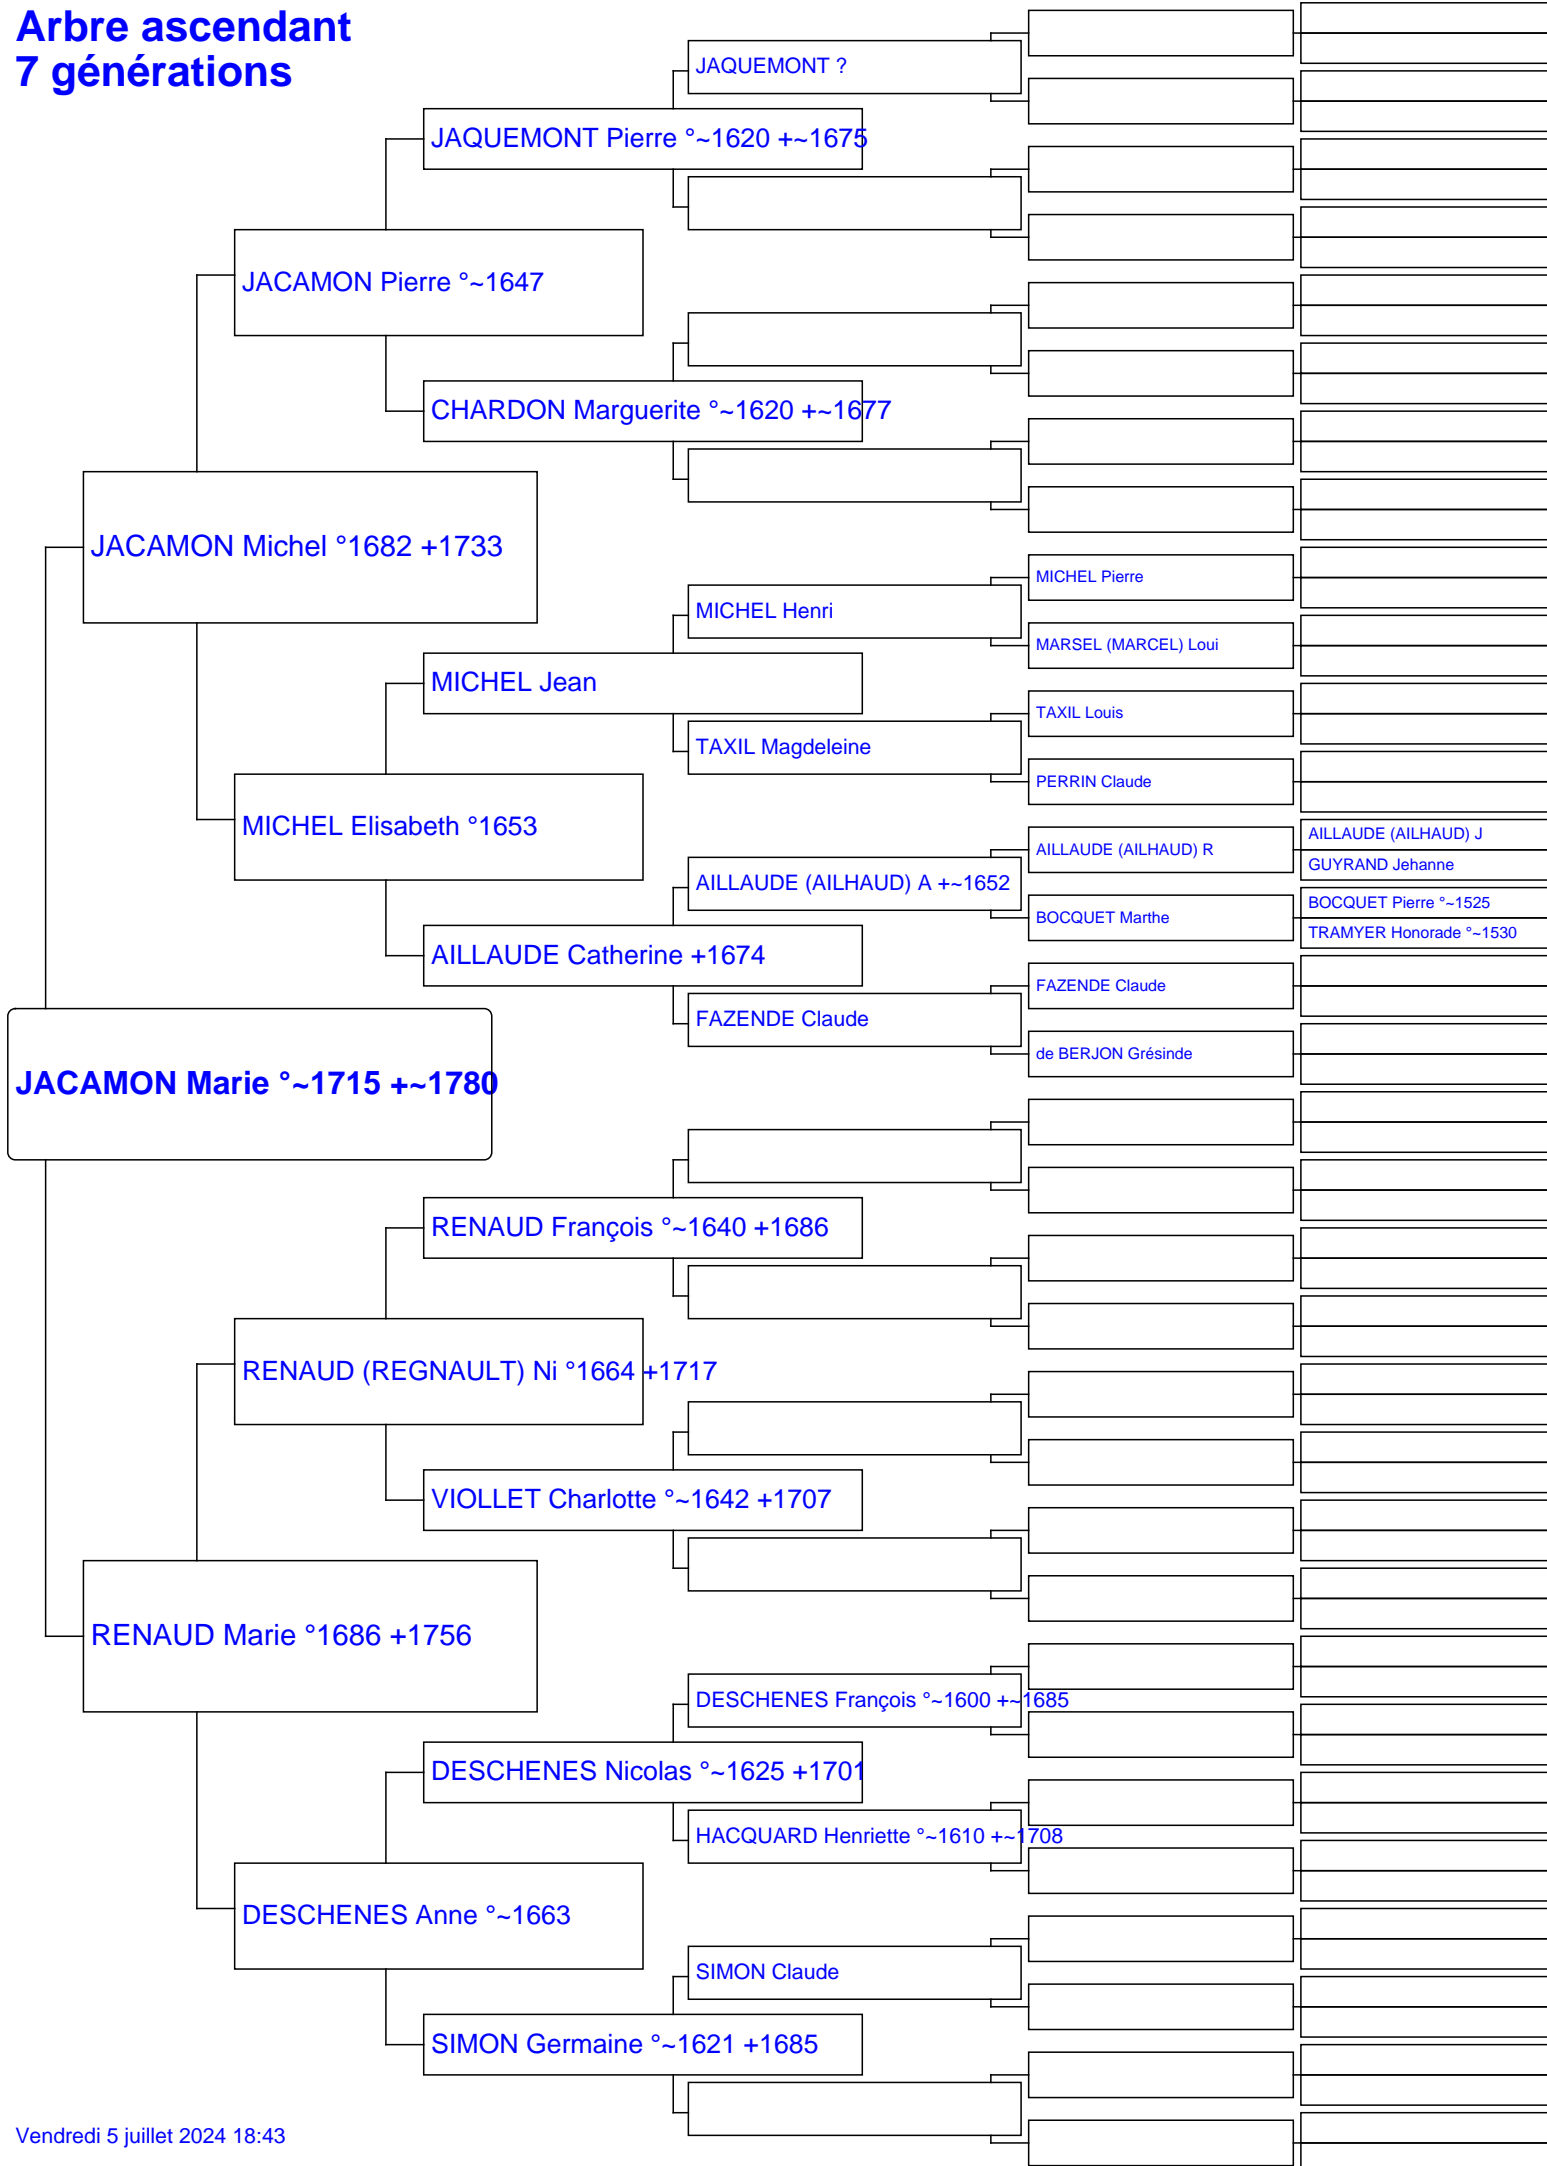 Arbre ascendant
7 générations
JAQUEMONT ?
JAQUEMONT Pierre °~1620 +~1675
JACAMON Pierre °~1647
CHARDON Marguerite °~1620 +~1677
JACAMON Michel °1682 +1733
MICHEL Pierre
MICHEL Henri
MARSEL (MARCEL) Loui
MICHEL Jean
TAXIL Louis
TAXIL Magdeleine
PERRIN Claude
MICHEL Elisabeth °1653
AILLAUDE (AILHAUD) J
AILLAUDE (AILHAUD) R
GUYRAND Jehanne
AILLAUDE (AILHAUD) A +~1652
BOCQUET Pierre °~1525
BOCQUET Marthe
TRAMYER Honorade °~1530
AILLAUDE Catherine +1674
FAZENDE Claude
FAZENDE Claude
de BERJON Grésinde
JACAMON Marie °~1715 +~1780
RENAUD François °~1640 +1686
RENAUD (REGNAULT) Ni °1664 +1717
VIOLLET Charlotte °~1642 +1707
RENAUD Marie °1686 +1756
DESCHENES François °~1600 +~1685
DESCHENES Nicolas °~1625 +1701
HACQUARD Henriette °~1610 +~1708
DESCHENES Anne °~1663
SIMON Claude
SIMON Germaine °~1621 +1685
Vendredi 5 juillet 2024 18:43